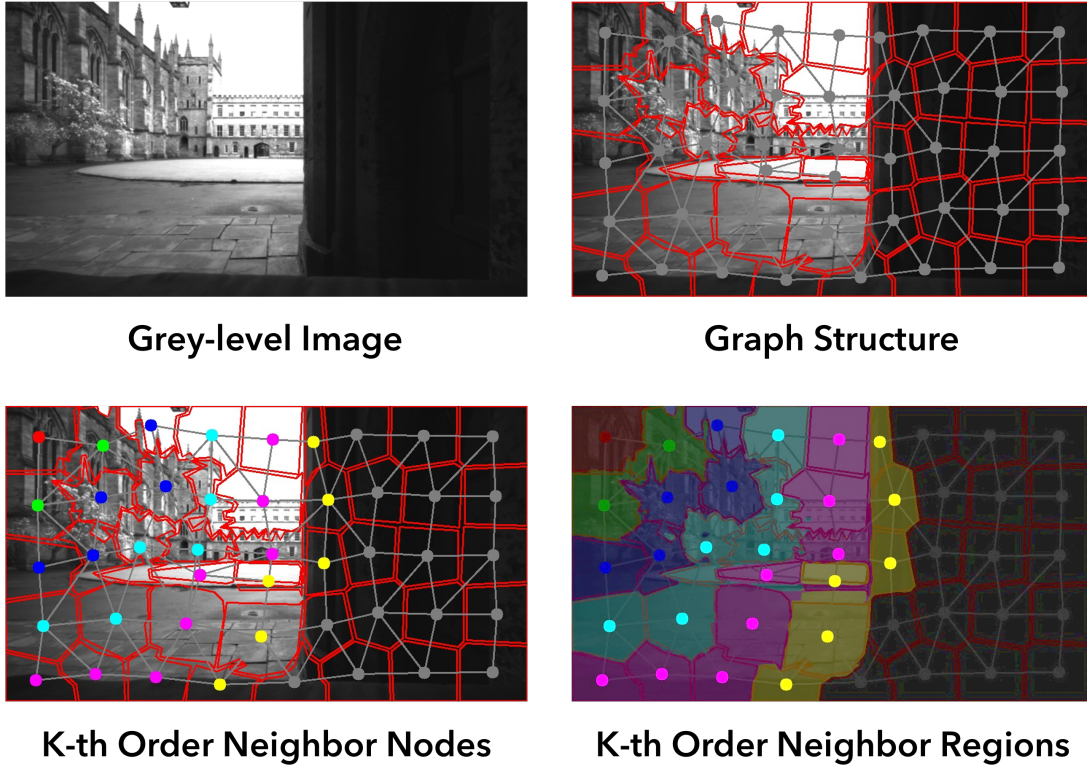 Grey-level Image
Graph Structure
K-th Order Neighbor Nodes
K-th Order Neighbor Regions